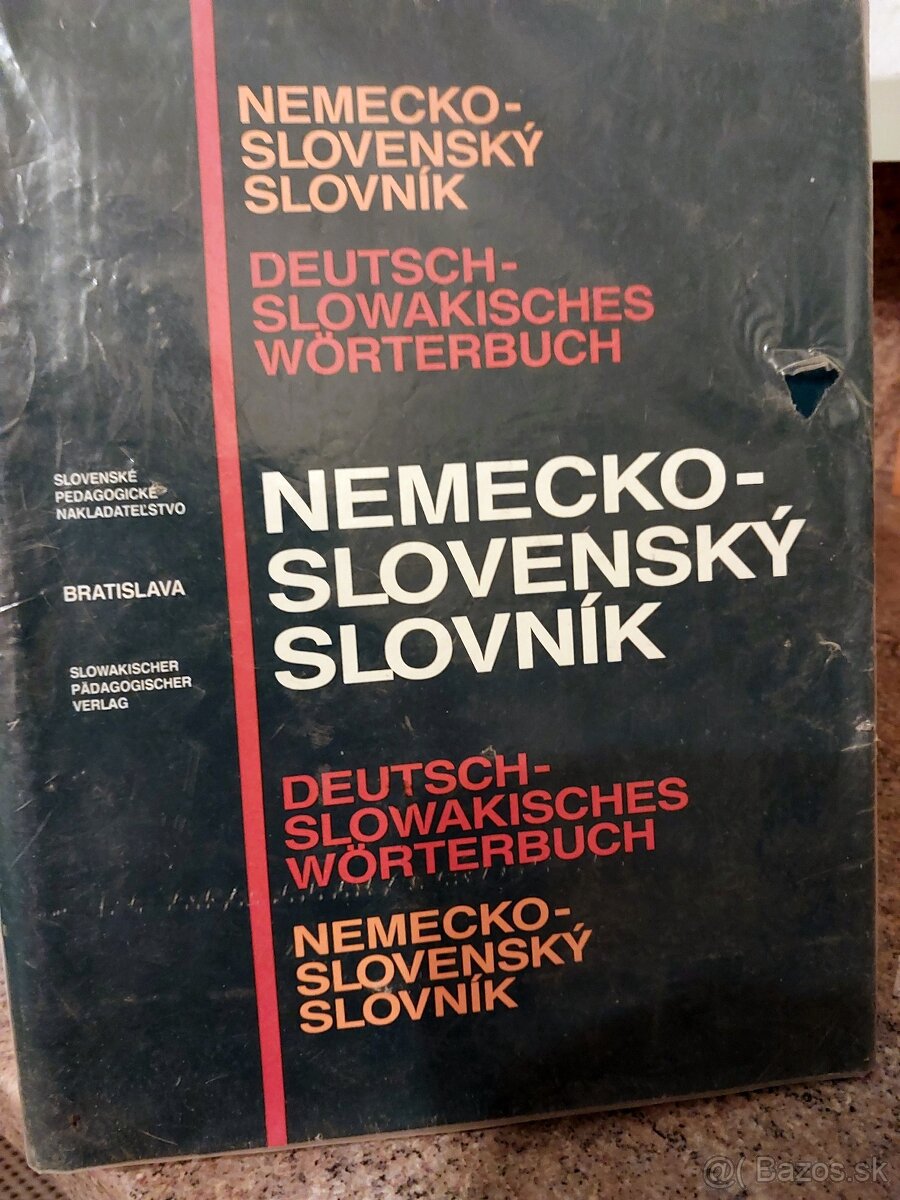 NEMECKO-
SLOVENSKÝ
SLOVNÍK
DEUTSCH-
SLOWAKISCHES
WÖRTERBUCH
SLOVENSKÉ
PEDAGOGICKÉ
NAKLADATEĽSTVO
BRATISLAVA
SLOWAKISCHER
PÄDAGOGISCHER
VERLAG
NEMECKO-
SLOVENSKÝ
SLOVNÍK
DEUTSCH-
SLOWAKISCHES
WÖRTERBUCH
NEMECKO-
SLOVENSKÝ
SLOVNÍK
@( Bazos.sk